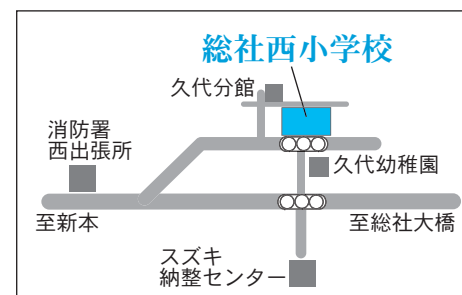 総社西小学校
久代分館
消防署
西出張所
久代幼稚園
至新本
至総社大橋
スズキ
納整センター